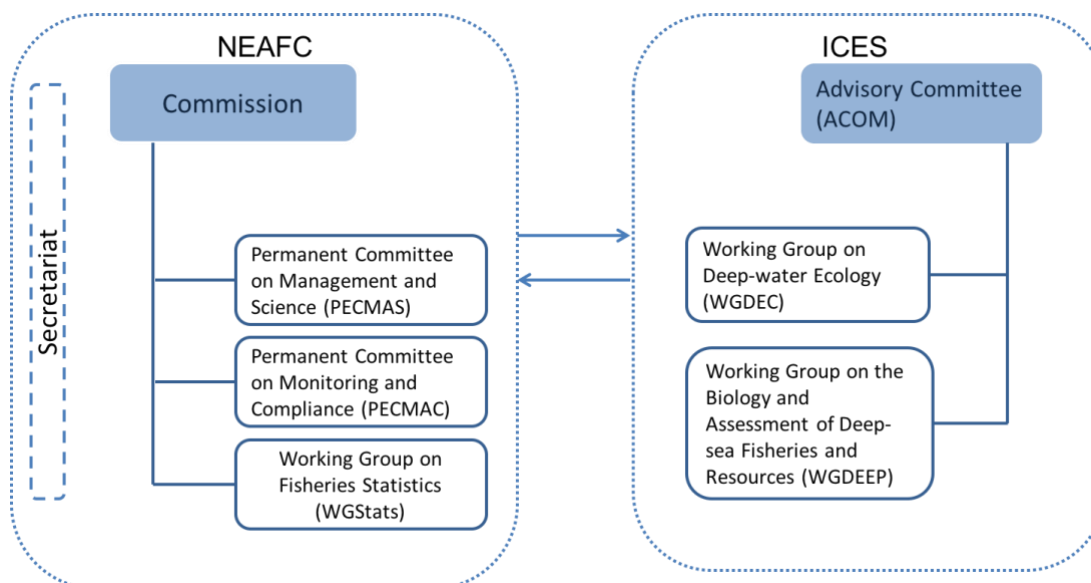 NEAFC
Commission
Secretariat
Permanent Committee
on Management and
Science (PECMAS)
Permanent Committee
on Monitoring and
Compliance (PECMAC)
Working Group on
Fisheries Statistics
(WGStats)
ICES
Advisory Committee
(ACOM)
Working Group on
Deep-water Ecology
(WGDEC)
Working Group on the
Biology and
Assessment of Deep-
sea Fisheries and
Resources (WGDEEP)